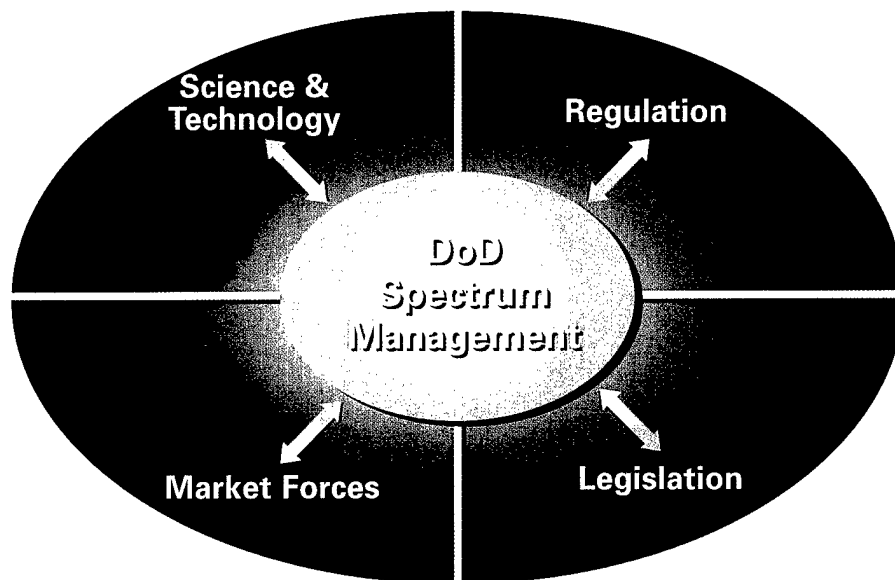 Science &
Technology
Regulation
DoD
Spectrum
Management
Market Forces
Legislation